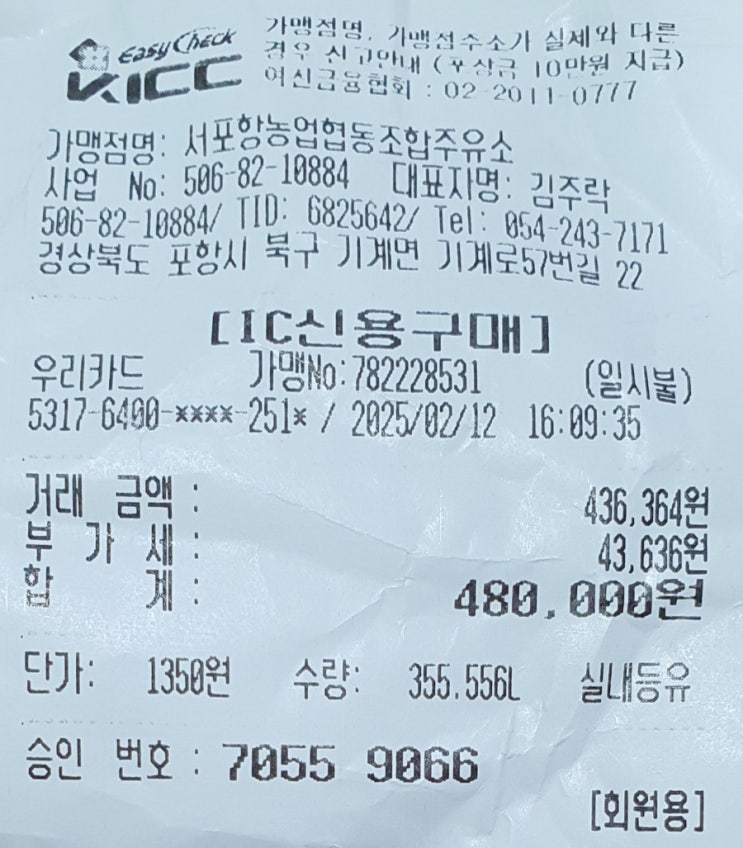 Easy Check
KICC
가맹점명, 가맹점주소가 실제와 다른
경우 신고안내 (포상금 10만원 지급)
여신금융협회 : 02-2011-0777
가맹점명: 서포항농업협동조합주유소
사업 No: 506-82-10884 대표자명: 김주락
506-82-10884/ TID: 6825642/ Tel: 054-243-7171
경상북도 포항시 북구 기계면 기계로57번길 22
[IC신용구매]
우리카드 가맹No:782228531 (일시불)
5317-6400-****-251* / 2025/02/12 16:09:35
거래 금액 : 436,364원
부 가 세 : 43,636원
합 계 : 480,000원
단가: 1350원 수량: 355.556L 실내등유
승인 번호 : 7055 9066
[회원용]